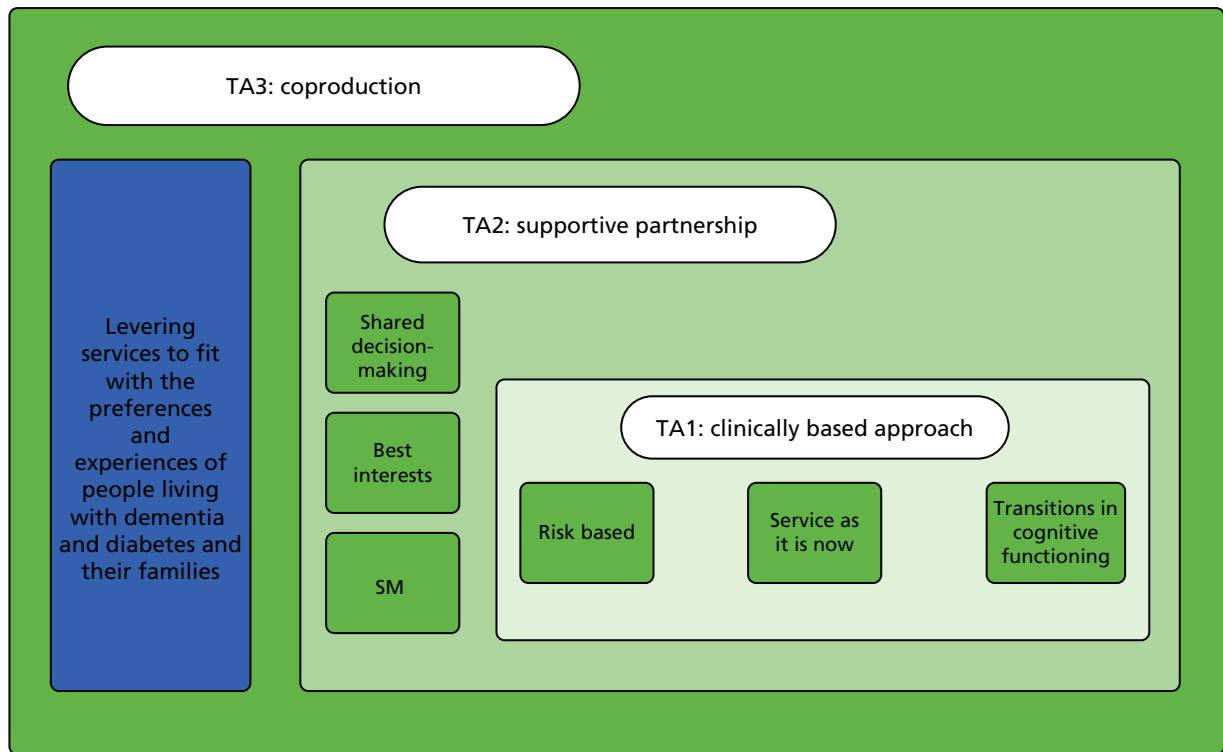 TA3: coproduction
Levering
services to fit
with the
preferences
and
experiences of
people living
with dementia
and diabetes and
their families
TA2: supportive partnership
Shared
decision-
making
Best
interests
SM
TA1: clinically based approach
Risk based
Service as
it is now
Transitions in
cognitive
functioning